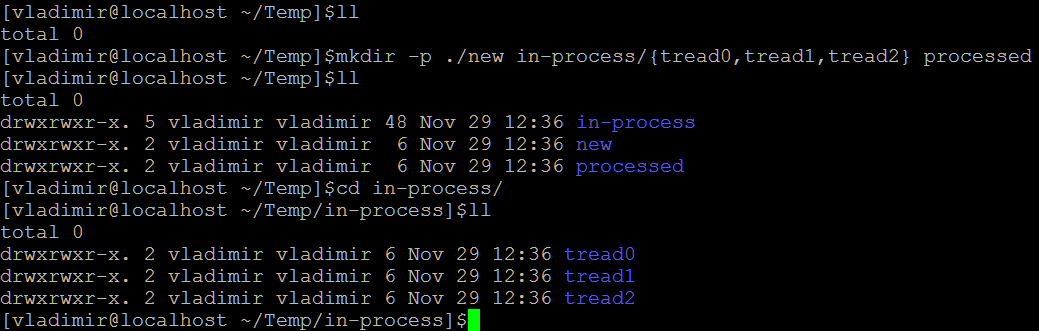 [vladimir@localhost ~/Temp]$ll
total 0
[vladimir@localhost ~/Temp]$mkdir -p ./new in-process/{tread0,tread1,tread2} processed
[vladimir@localhost ~/Temp]$ll
total 0
drwxrwxr-x. 5 vladimir vladimir 48 Nov 29 12:36 in-process
drwxrwxr-x. 2 vladimir vladimir  6 Nov 29 12:36 new
drwxrwxr-x. 2 vladimir vladimir  6 Nov 29 12:36 processed
[vladimir@localhost ~/Temp]$cd in-process/
[vladimir@localhost ~/Temp/in-process]$ll
total 0
drwxrwxr-x. 2 vladimir vladimir 6 Nov 29 12:36 tread0
drwxrwxr-x. 2 vladimir vladimir 6 Nov 29 12:36 tread1
drwxrwxr-x. 2 vladimir vladimir 6 Nov 29 12:36 tread2
[vladimir@localhost ~/Temp/in-process]$